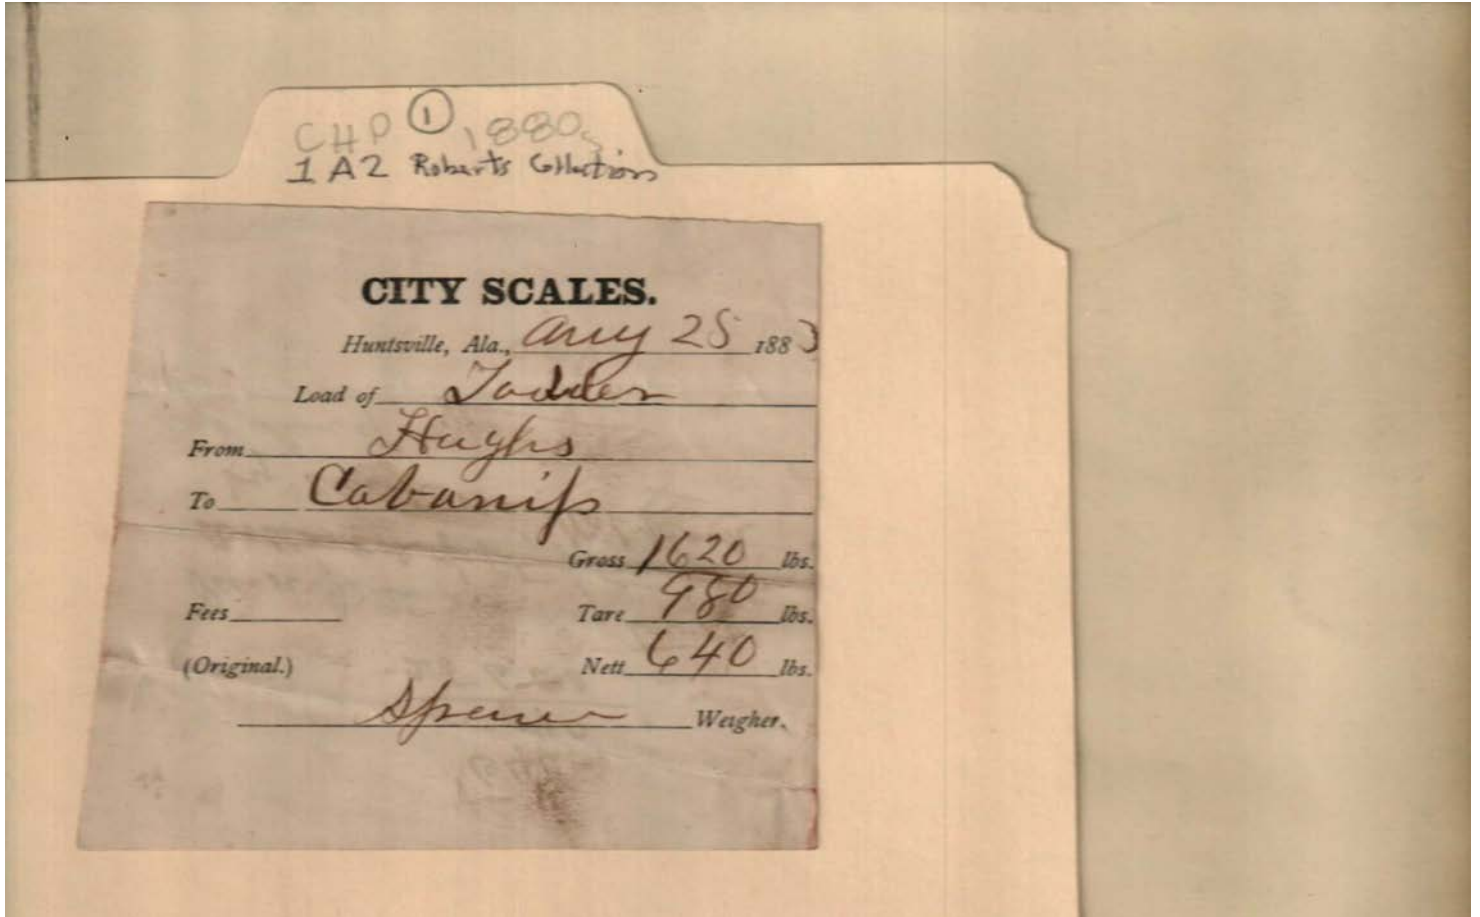 CHP ① 1880s
1A2 Roberts Collection
CITY SCALES.
Huntsville, Ala., Aug 25 1883
Load of Fodder
From Hughs
To Cabaniss
Gross 1620 lbs.
Fees Tare 980 lbs.
(Original.) Nett 640 lbs.
Spencer Weigher.